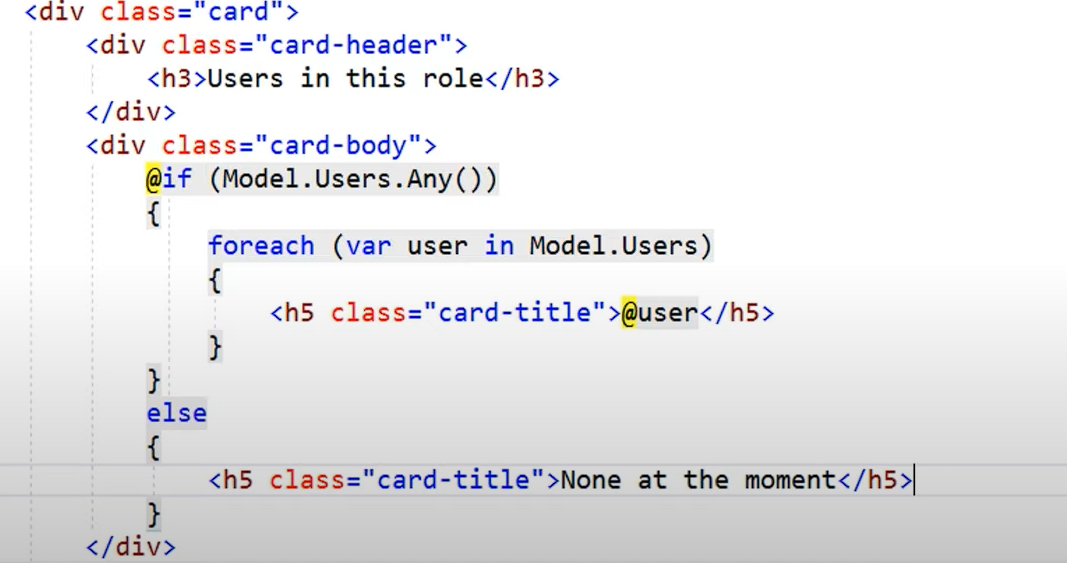 <div class="card">
<div class="card-header">
<h3>Users in this role</h3>
</div>
<div class="card-body">
@if (Model.Users.Any())
{
foreach (var user in Model.Users)
{
<h5 class="card-title">@user</h5>
}
}
else
{
<h5 class="card-title">None at the moment</h5>
}
</div>